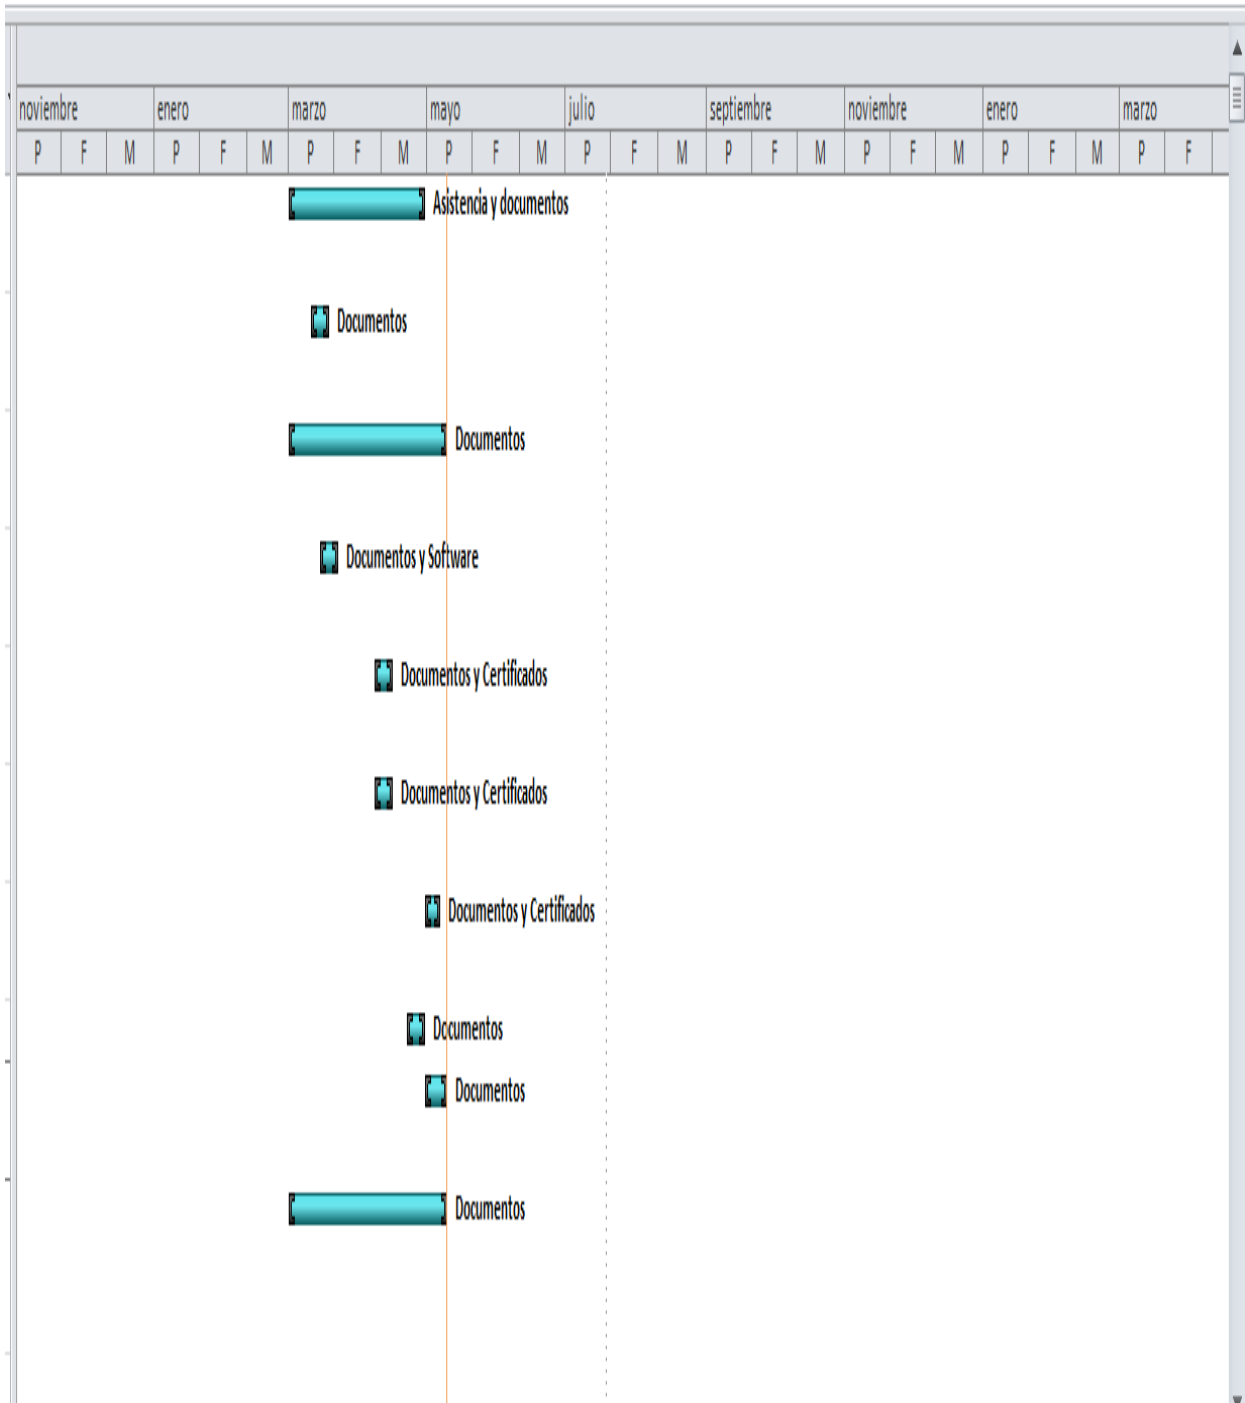 noviembre enero marzo mayo julio septiembre noviembre enero marzo
P F M P F M P F M P F M P F M P F M P F M P F M P F
Asistencia y documentos
Documentos
Documentos
Documentos y Software
Documentos y Certificados
Documentos y Certificados
Documentos y Certificados
Documentos
Documentos
Documentos